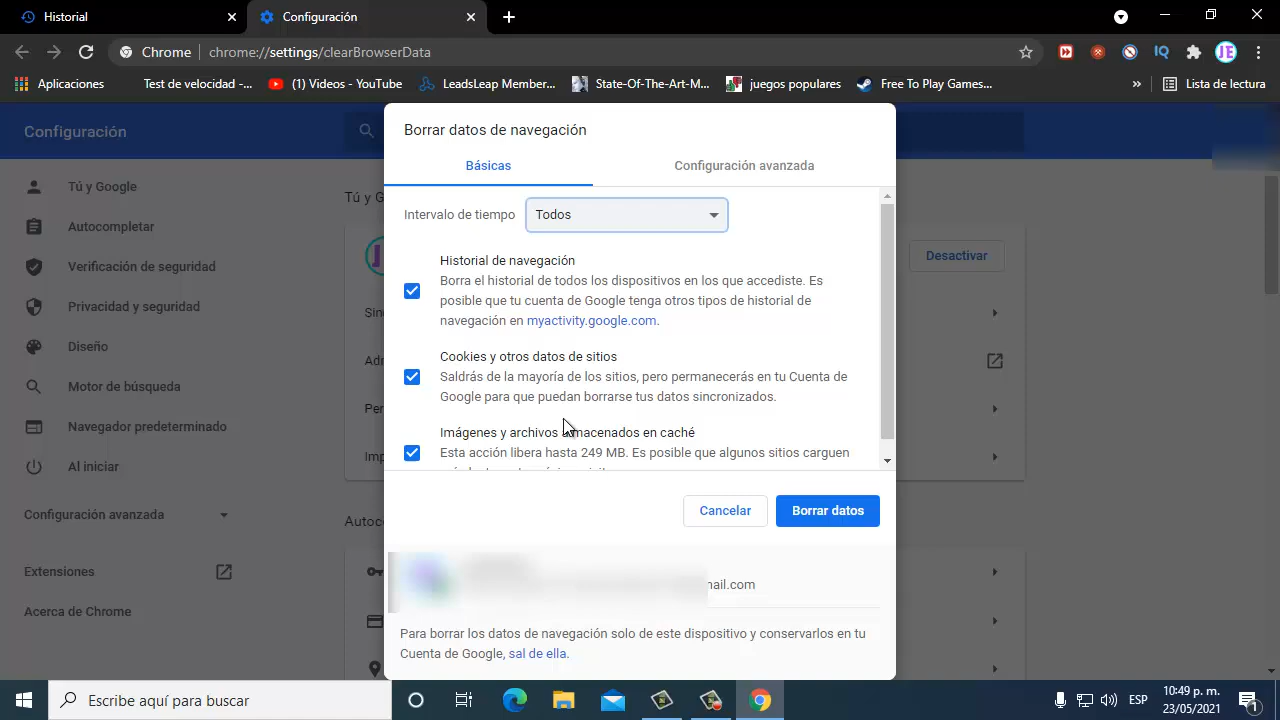 Historial
Configuración
Chrome
chrome://settings/clearBrowserData
JE
Aplicaciones
Test de velocidad -...
(1) Videos - YouTube
LeadsLeap Member...
State-Of-The-Art-M...
juegos populares
Free To Play Games...
»
Lista de lectura
Configuración
Tú y Google
Autocompletar
Verificación de seguridad
Privacidad y seguridad
Diseño
Motor de búsqueda
Navegador predeterminado
Al iniciar
Configuración avanzada
Extensiones
Acerca de Chrome
Tú y G
Desactivar
Borrar datos de navegación
Básicas
Configuración avanzada
Intervalo de tiempo
Todos
Historial de navegación
Borra el historial de todos los dispositivos en los que accediste. Es
posible que tu cuenta de Google tenga otros tipos de historial de
navegación en myactivity.google.com.
Cookies y otros datos de sitios
Saldrás de la mayoría de los sitios, pero permanecerás en tu Cuenta de
Google para que puedan borrarse tus datos sincronizados.
Imágenes y archivos almacenados en caché
Esta acción libera hasta 249 MB. Es posible que algunos sitios carguen
Cancelar
Borrar datos
nail.com
Para borrar los datos de navegación solo de este dispositivo y conservarlos en tu
Cuenta de Google, sal de ella.
Escribe aquí para buscar
ESP
10:49 p. m.
23/05/2021
1